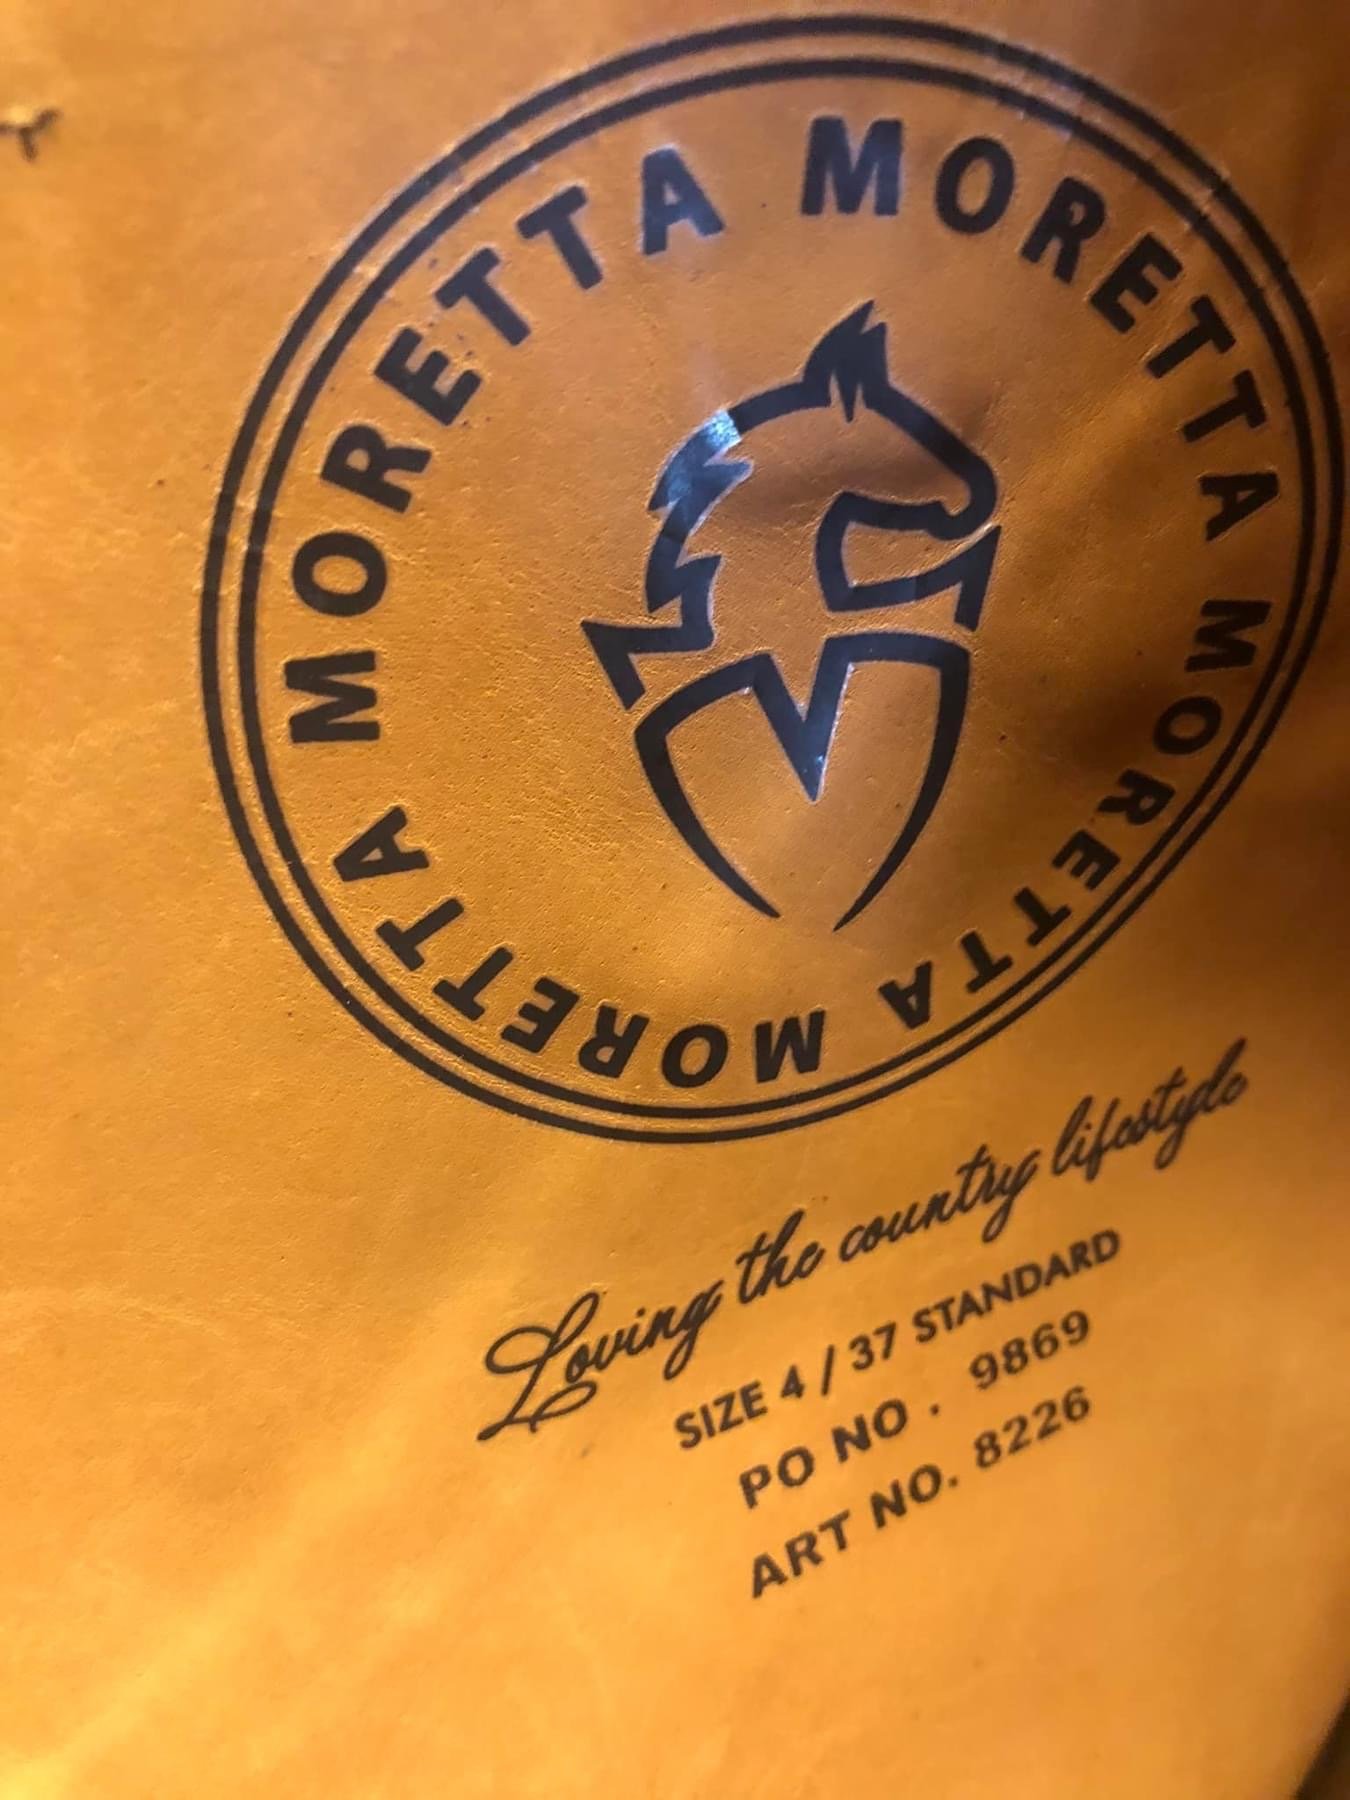 MORETTA MORETTA MORETTA MORETTA
Loving the country lifestyle
SIZE 4 / 37 STANDARD
PO NO . 9869
ART NO. 8226